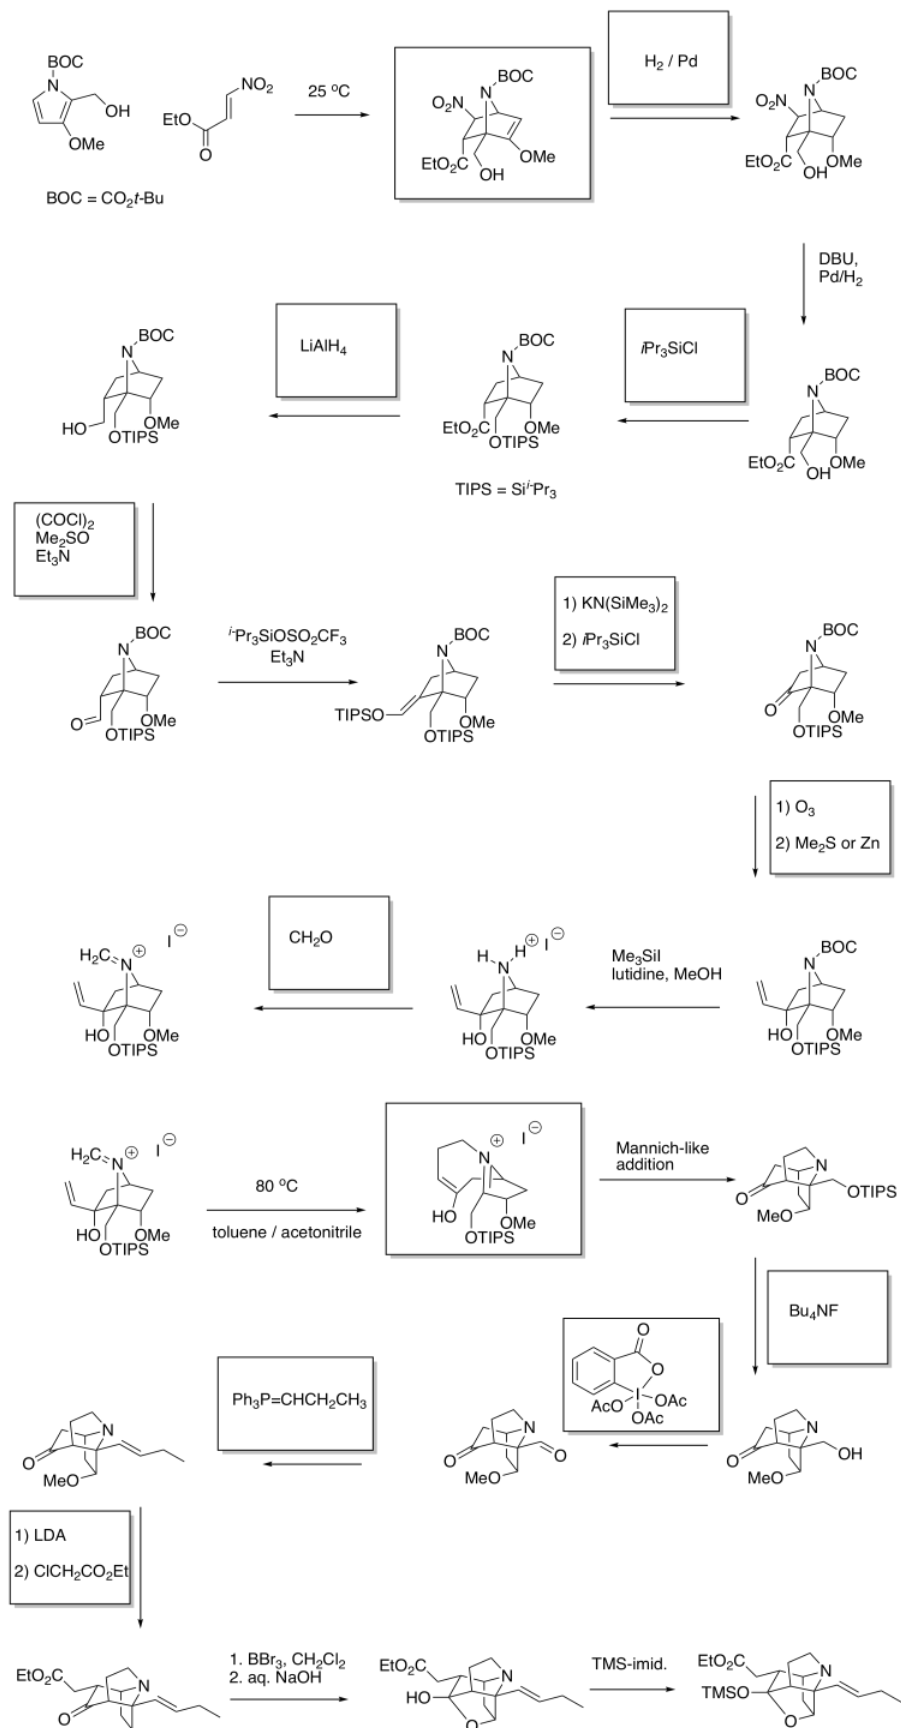 BOC
N
OH
OMe
NO2
EtO
O
25 °C
BOC
N
O2N
EtO2C
OMe
OH
H2 / Pd
BOC
N
O2N
EtO2C
OH
OMe
BOC = CO2t-Bu
DBU,
Pd/H2
BOC
N
HO
OMe
OTIPS
LiAlH4
BOC
N
EtO2C
OMe
OTIPS
iPr3SiCl
BOC
N
EtO2C
OMe
OH
TIPS = Sii-Pr3
(COCl)2
Me2SO
Et3N
BOC
N
O
OMe
OTIPS
i-Pr3SiOSO2CF3
Et3N
BOC
N
TIPSO
OMe
OTIPS
1) KN(SiMe3)2
2) iPr3SiCl
BOC
N
O
OMe
OTIPS
1) O3
2) Me2S or Zn
H2C
N
⊕
I⊖
HO
OMe
OTIPS
CH2O
H
H
⊕
I⊖
N
HO
OMe
OTIPS
Me3SiI
lutidine, MeOH
BOC
N
HO
OMe
OTIPS
H2C
N
⊕
I⊖
HO
OMe
OTIPS
80 °C
toluene / acetonitrile
N
⊕
I⊖
HO
OMe
OTIPS
Mannich-like
addition
N
O
OTIPS
MeO
Bu4NF
N
O
MeO
Ph3P=CHCH2CH3
O
O
I
AcO
OAc
OAc
N
O
O
MeO
N
O
OH
MeO
1) LDA
2) ClCH2CO2Et
EtO2C
N
O
1. BBr3, CH2Cl2
2. aq. NaOH
EtO2C
N
HO
O
TMS-imid.
EtO2C
N
TMSO
O